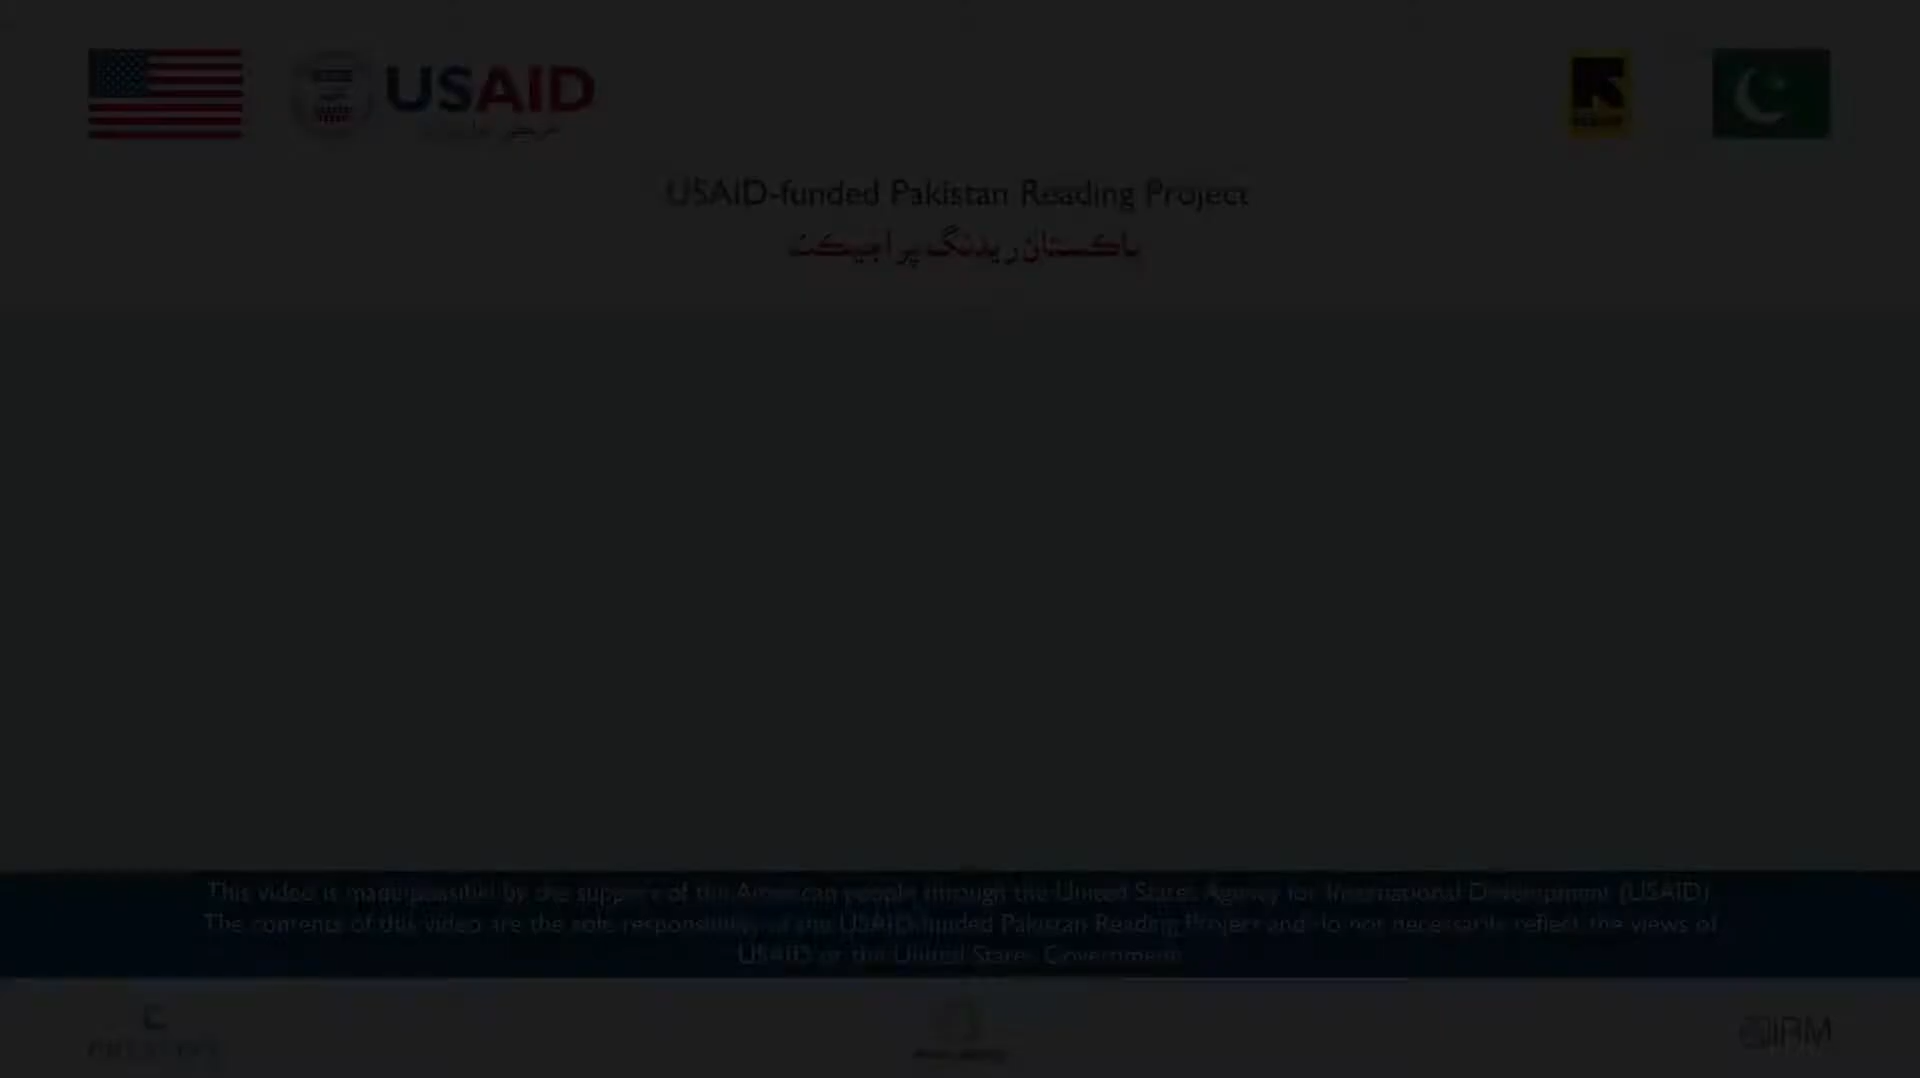 USAID
USAID-funded Pakistan Reading Project
پاکستان ریڈنگ پراجیکٹ
This video is made possible by the support of the American people through the United States Agency for International Development (USAID)
The contents of this video are the sole responsibility of the USAID-funded Pakistan Reading Project and do not necessarily reflect the views of
USAID or the United States Government
IRM